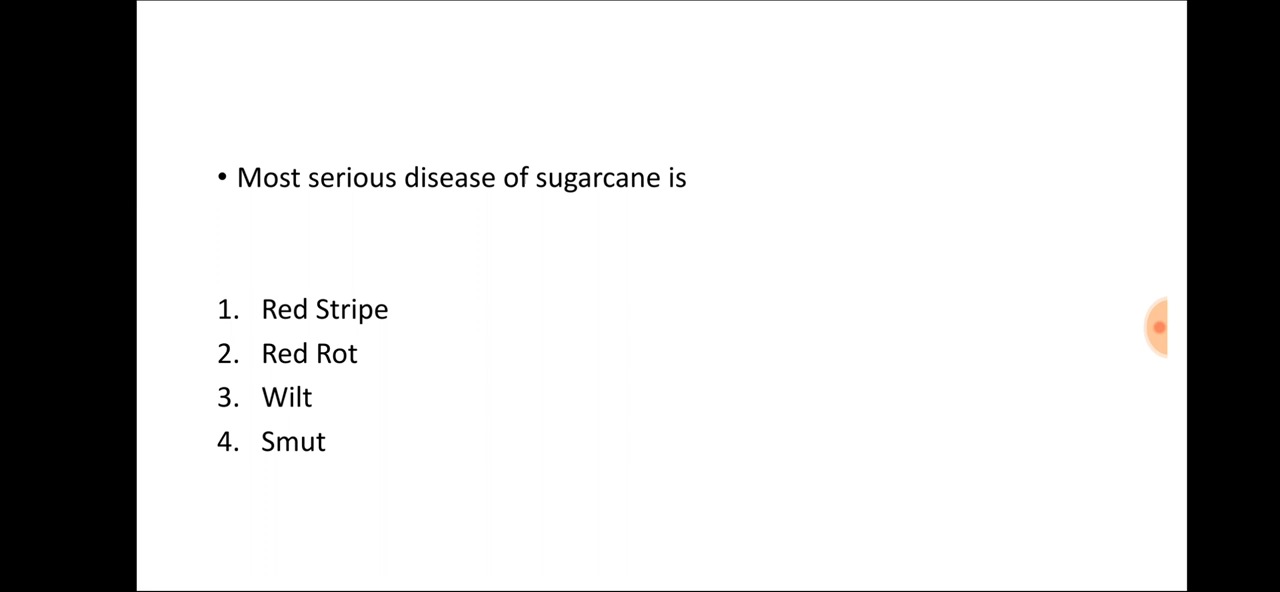 • Most serious disease of sugarcane is
1. Red Stripe
2. Red Rot
3. Wilt
4. Smut